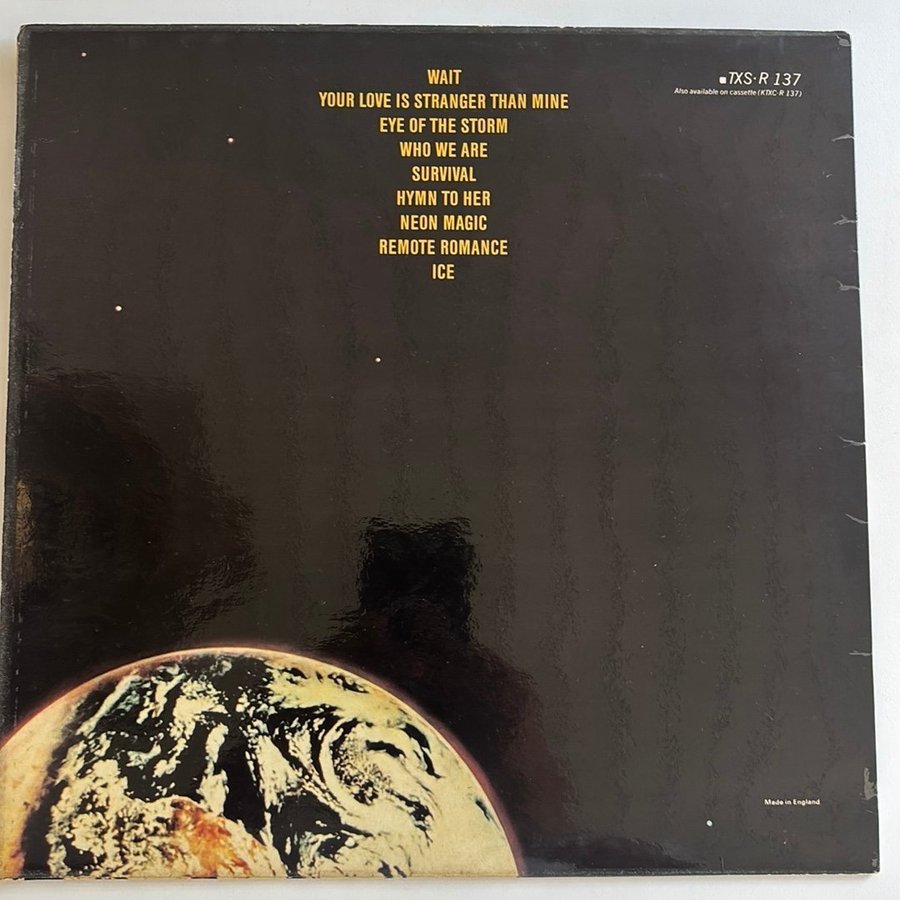 WAIT
YOUR LOVE IS STRANGER THAN MINE
EYE OF THE STORM
WHO WE ARE
SURVIVAL
HYMN TO HER
NEON MAGIC
REMOTE ROMANCE
ICE
TXS·R 137
Also available on cassette (KTXC·R 137)
Made in England